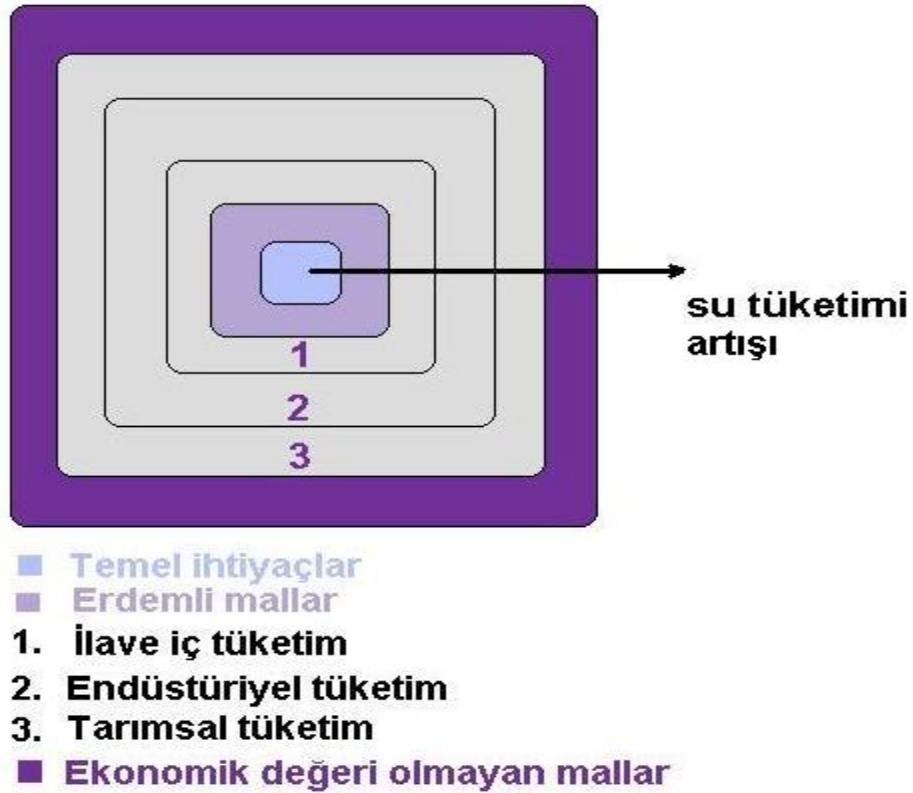 su tüketimi
artışı
1
2
3
Temel ihtiyaçlar
Erdemli mallar
1. İlave iç tüketim
2. Endüstüriyel tüketim
3. Tarımsal tüketim
Ekonomik değeri olmayan mallar